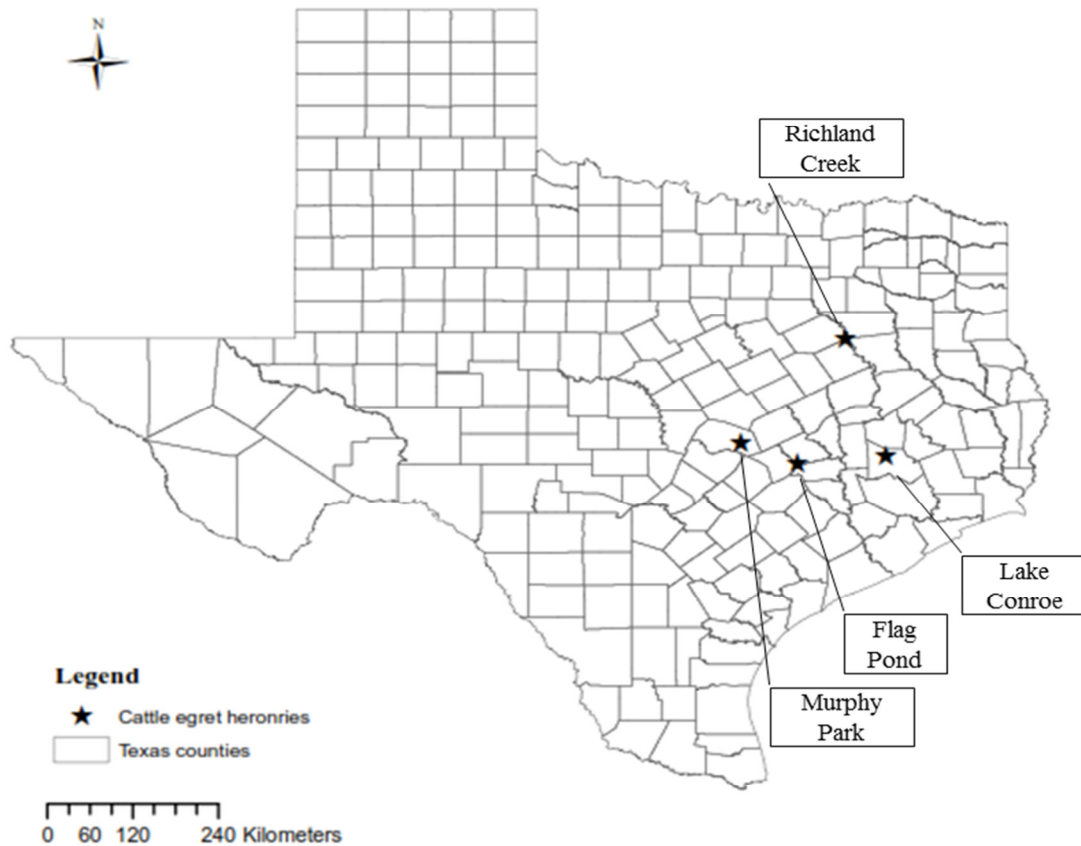 N
Richland
Creek
Lake
Conroe
Flag
Pond
Murphy
Park
Legend
Cattle egret heronries
Texas counties
0 60 120 240 Kilometers